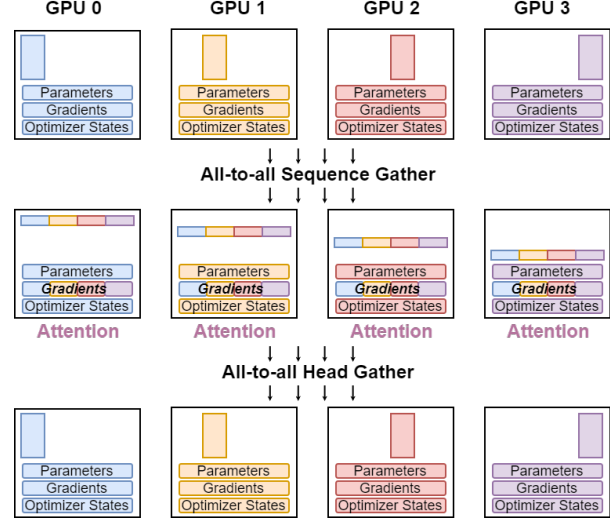 GPU 0 GPU 1 GPU 2 GPU 3
Parameters Parameters Parameters Parameters
Gradients Gradients Gradients Gradients
Optimizer States Optimizer States Optimizer States Optimizer States
All-to-all Sequence Gather
Parameters Parameters Parameters Parameters
Gradients Gradients Gradients Gradients
Optimizer States Optimizer States Optimizer States Optimizer States
Attention Attention Attention Attention
All-to-all Head Gather
Parameters Parameters Parameters Parameters
Gradients Gradients Gradients Gradients
Optimizer States Optimizer States Optimizer States Optimizer States